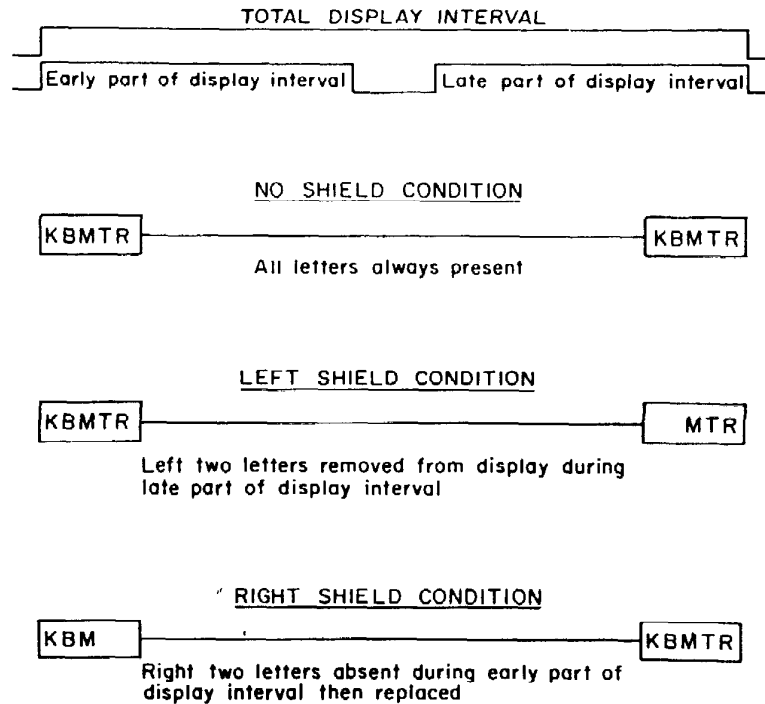 TOTAL DISPLAY INTERVAL
Early part of display interval Late part of display interval
NO SHIELD CONDITION
KBMTR KBMTR
All letters always present
LEFT SHIELD CONDITION
KBMTR MTR
Left two letters removed from display during
late part of display interval
RIGHT SHIELD CONDITION
KBM KBMTR
Right two letters absent during early part of
display interval then replaced